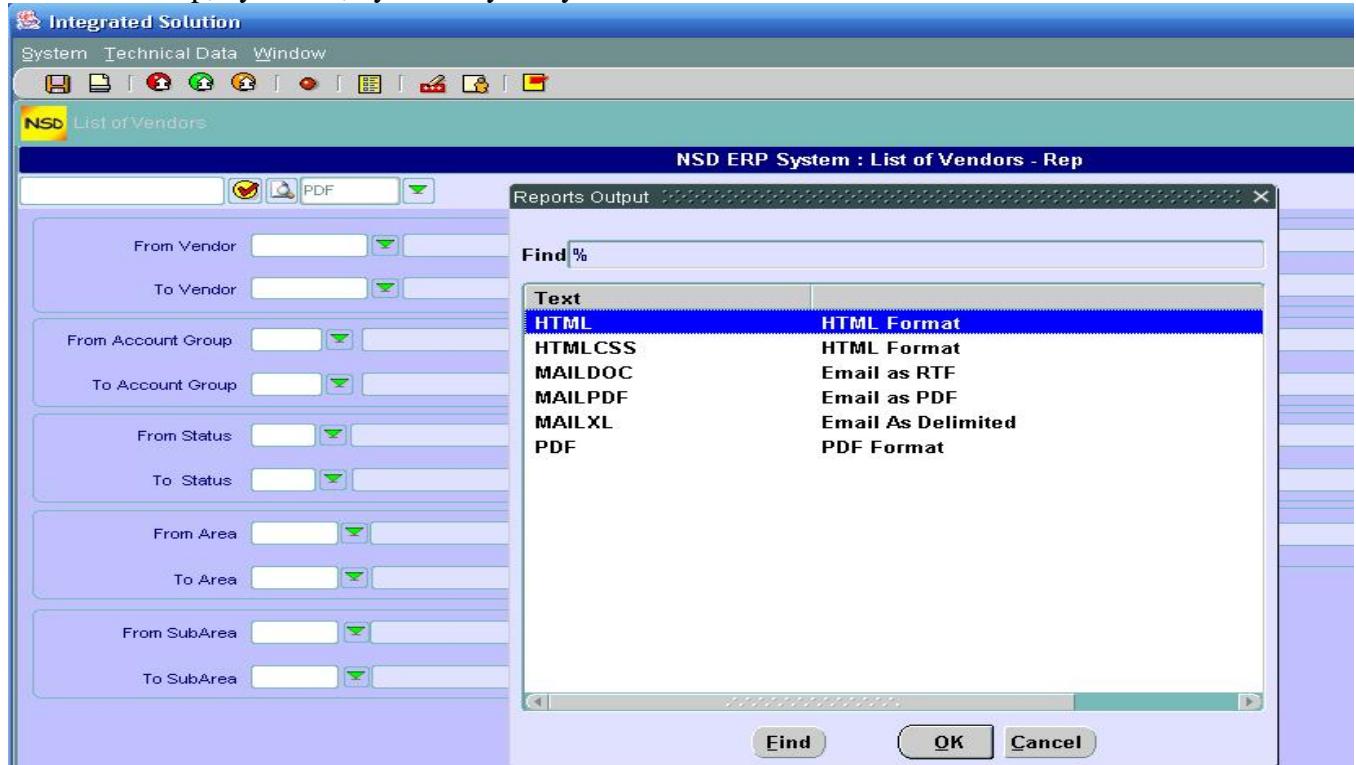 Integrated Solution
System Technical Data Window
NSD List of Vendors
NSD ERP System : List of Vendors - Rep
PDF
Reports Output
From Vendor
Find %
To Vendor
Text
HTML HTML Format
From Account Group
HTMLCSS HTML Format
MAILDOC Email as RTF
To Account Group
MAILPDF Email as PDF
MAILXL Email As Delimited
From Status
PDF PDF Format
To Status
From Area
To Area
From SubArea
To SubArea
Find OK Cancel